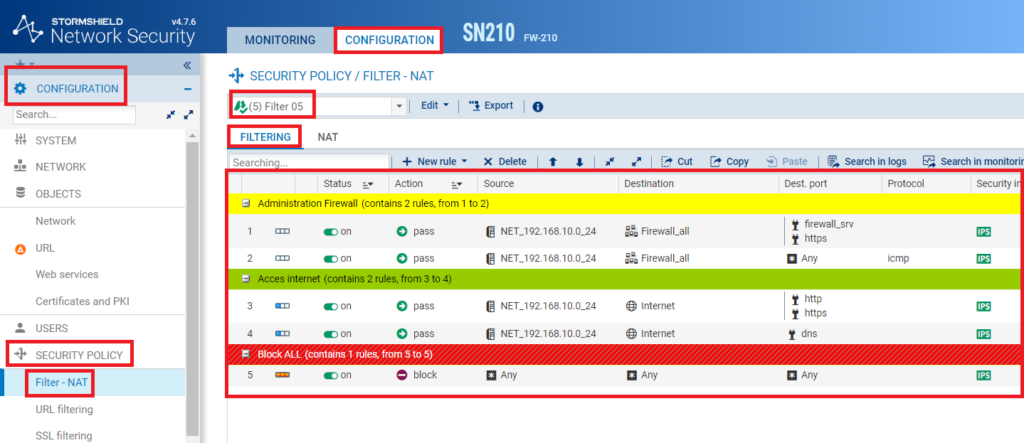 STORMSHIELD v4.7.6
Network Security
MONITORING
CONFIGURATION
SN210 FW-210
CONFIGURATION
Search...
SYSTEM
NETWORK
OBJECTS
Network
URL
Web services
Certificates and PKI
USERS
SECURITY POLICY
Filter - NAT
URL filtering
SSL filtering
SECURITY POLICY / FILTER - NAT
(5) Filter 05
Edit
Export
FILTERING
NAT
Searching...
New rule
Delete
Cut
Copy
Paste
Search in logs
Search in monitorin
Status Action Source Destination Dest. port Protocol Security in
Administration Firewall (contains 2 rules, from 1 to 2)
1 on pass NET_192.168.10.0_24 Firewall_all firewall_srv IPS
https
2 on pass NET_192.168.10.0_24 Firewall_all Any icmp IPS
Acces internet (contains 2 rules, from 3 to 4)
3 on pass NET_192.168.10.0_24 Internet http IPS
https
4 on pass NET_192.168.10.0_24 Internet dns IPS
Block ALL (contains 1 rules, from 5 to 5)
5 on block Any Any Any IPS